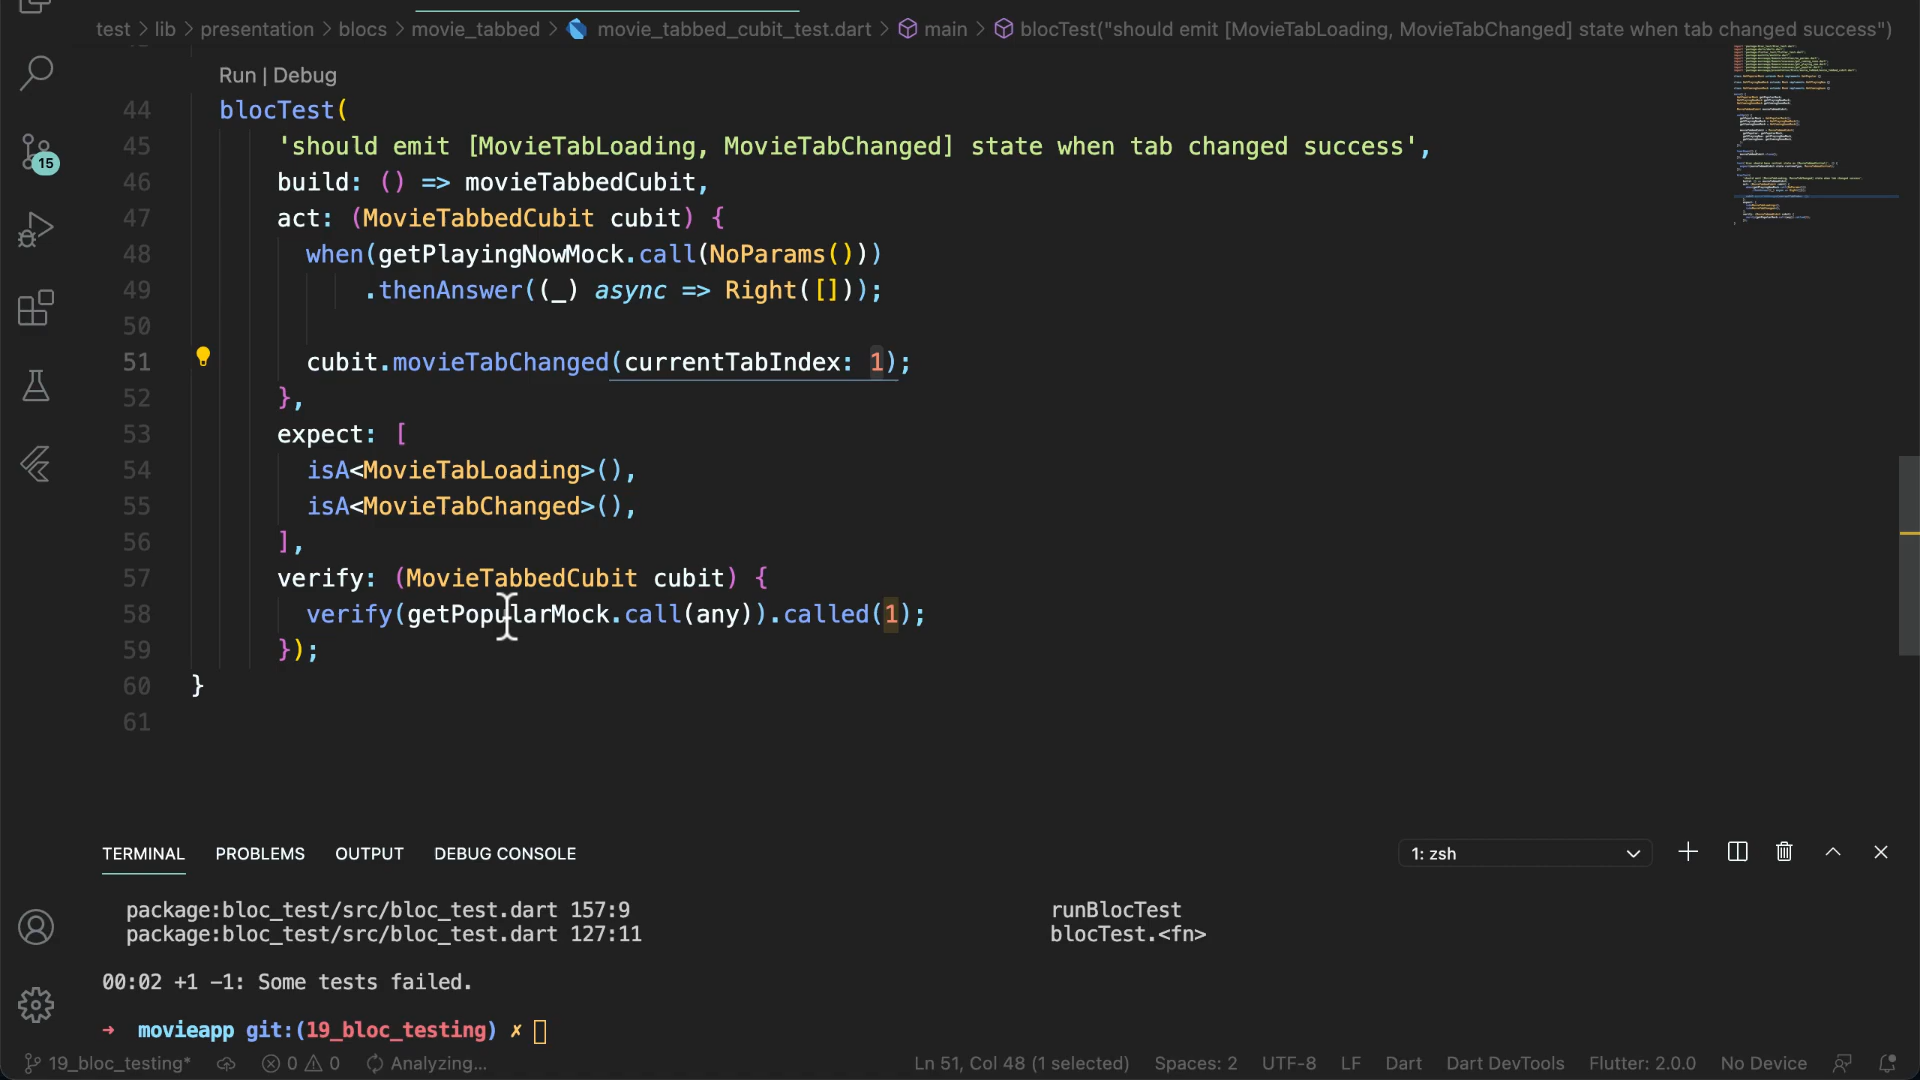 test > lib > presentation > blocs > movie_tabbed > movie_tabbed_cubit_test.dart > main > blocTest("should emit [MovieTabLoading, MovieTabChanged] state when tab changed success")
Run | Debug
44 blocTest(
45 'should emit [MovieTabLoading, MovieTabChanged] state when tab changed success',
46 build: () => movieTabbedCubit,
47 act: (MovieTabbedCubit cubit) {
48 when(getPlayingNowMock.call(NoParams()))
49 .thenAnswer((_) async => Right([]));
50
51 cubit.movieTabChanged(currentTabIndex: 1);
52 },
53 expect: [
54 isA<MovieTabLoading>(),
55 isA<MovieTabChanged>(),
56 ],
57 verify: (MovieTabbedCubit cubit) {
58 verify(getPopularMock.call(any)).called(1);
59 });
60 }
61
15
TERMINAL PROBLEMS OUTPUT DEBUG CONSOLE 1: zsh
package:bloc_test/src/bloc_test.dart 157:9 runBlocTest
package:bloc_test/src/bloc_test.dart 127:11 blocTest.<fn>
00:02 +1 -1: Some tests failed.
→ movieapp git:(19_bloc_testing) ✗
19_bloc_testing* 0 0 Analyzing... Ln 51, Col 48 (1 selected) Spaces: 2 UTF-8 LF Dart Dart DevTools Flutter: 2.0.0 No Device